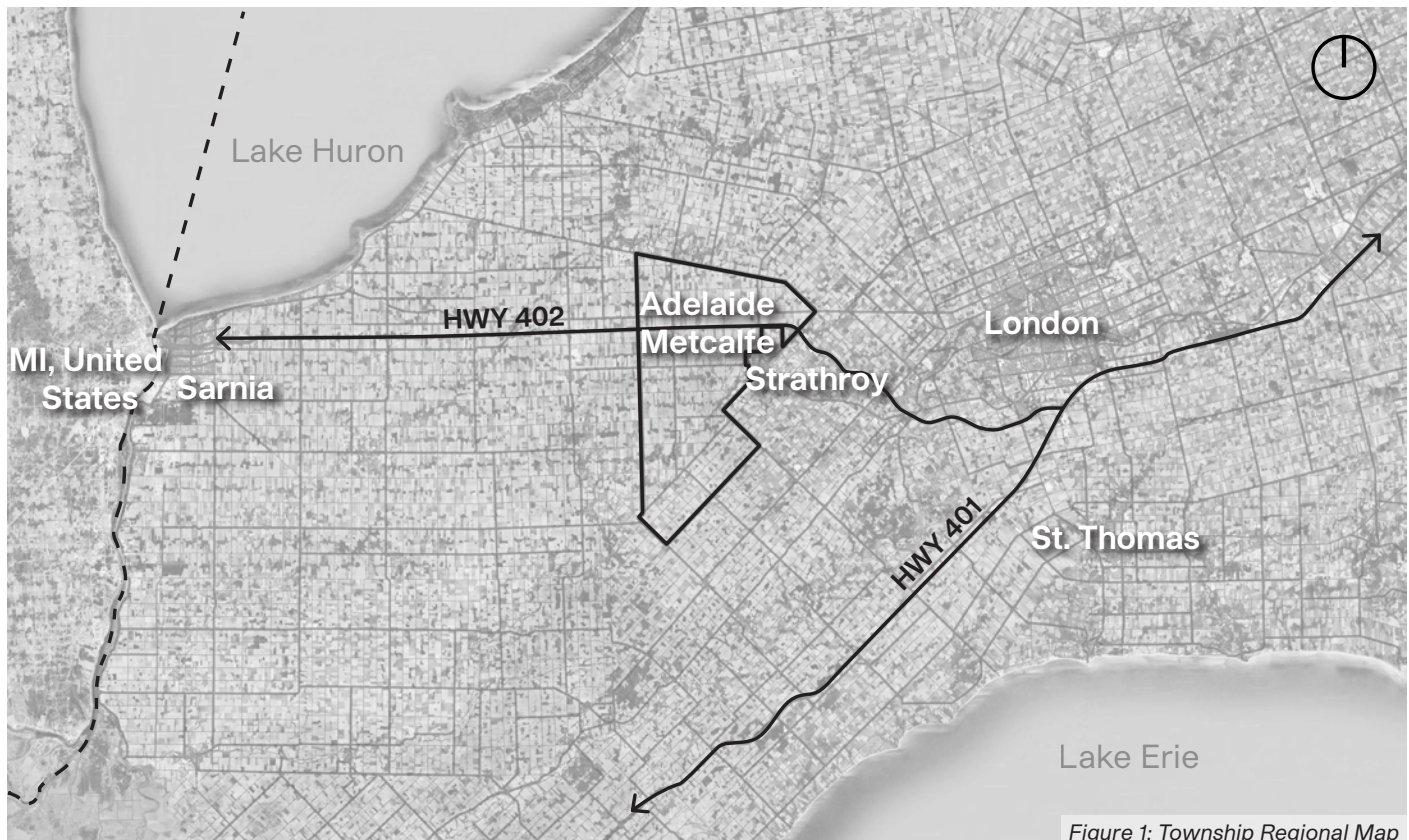 Lake Huron
Adelaide
Metcalfe
HWY 402
London
MI, United
States
Sarnia
Strathroy
HWY 401
St. Thomas
Lake Erie
Figure 1: Township Regional Map